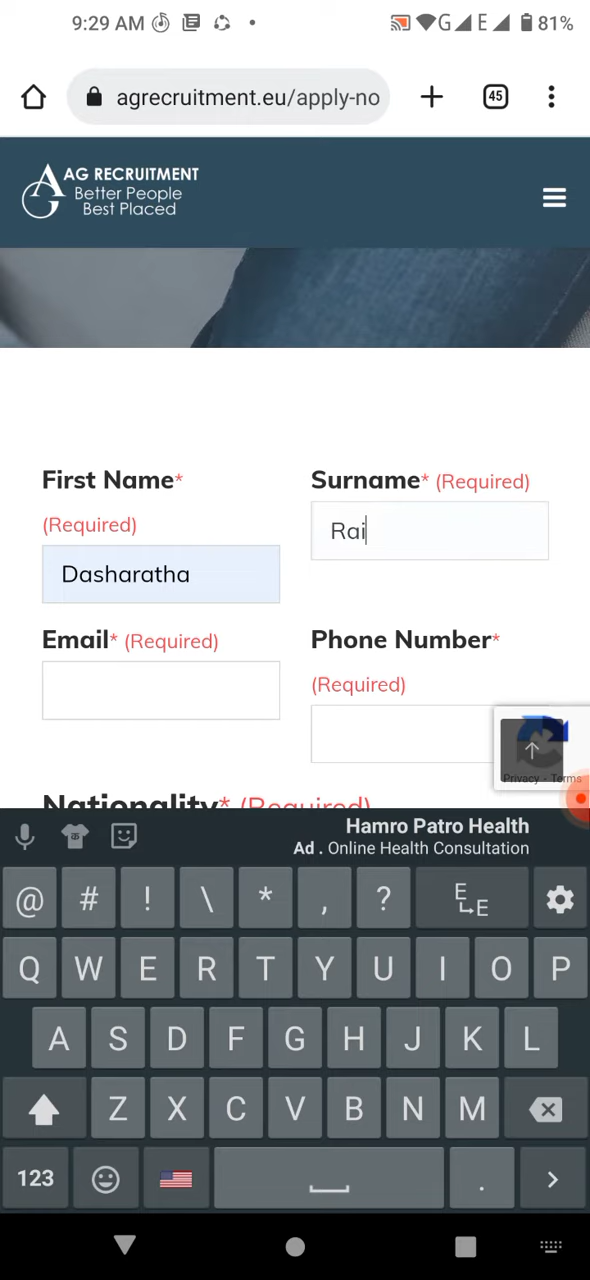 9:29 AM
G E 81%
agrecruitment.eu/apply-no
45
AG RECRUITMENT
Better People
Best Placed
First Name*
(Required)
Surname* (Required)
Dasharatha
Rai
Email* (Required)
Phone Number*
(Required)
Privacy - Terms
Nationality* (Required)
Hamro Patro Health
Ad . Online Health Consultation
@ # ! \ * , ? E E
Q W E R T Y U I O P
A S D F G H J K L
Z X C V B N M
123 .